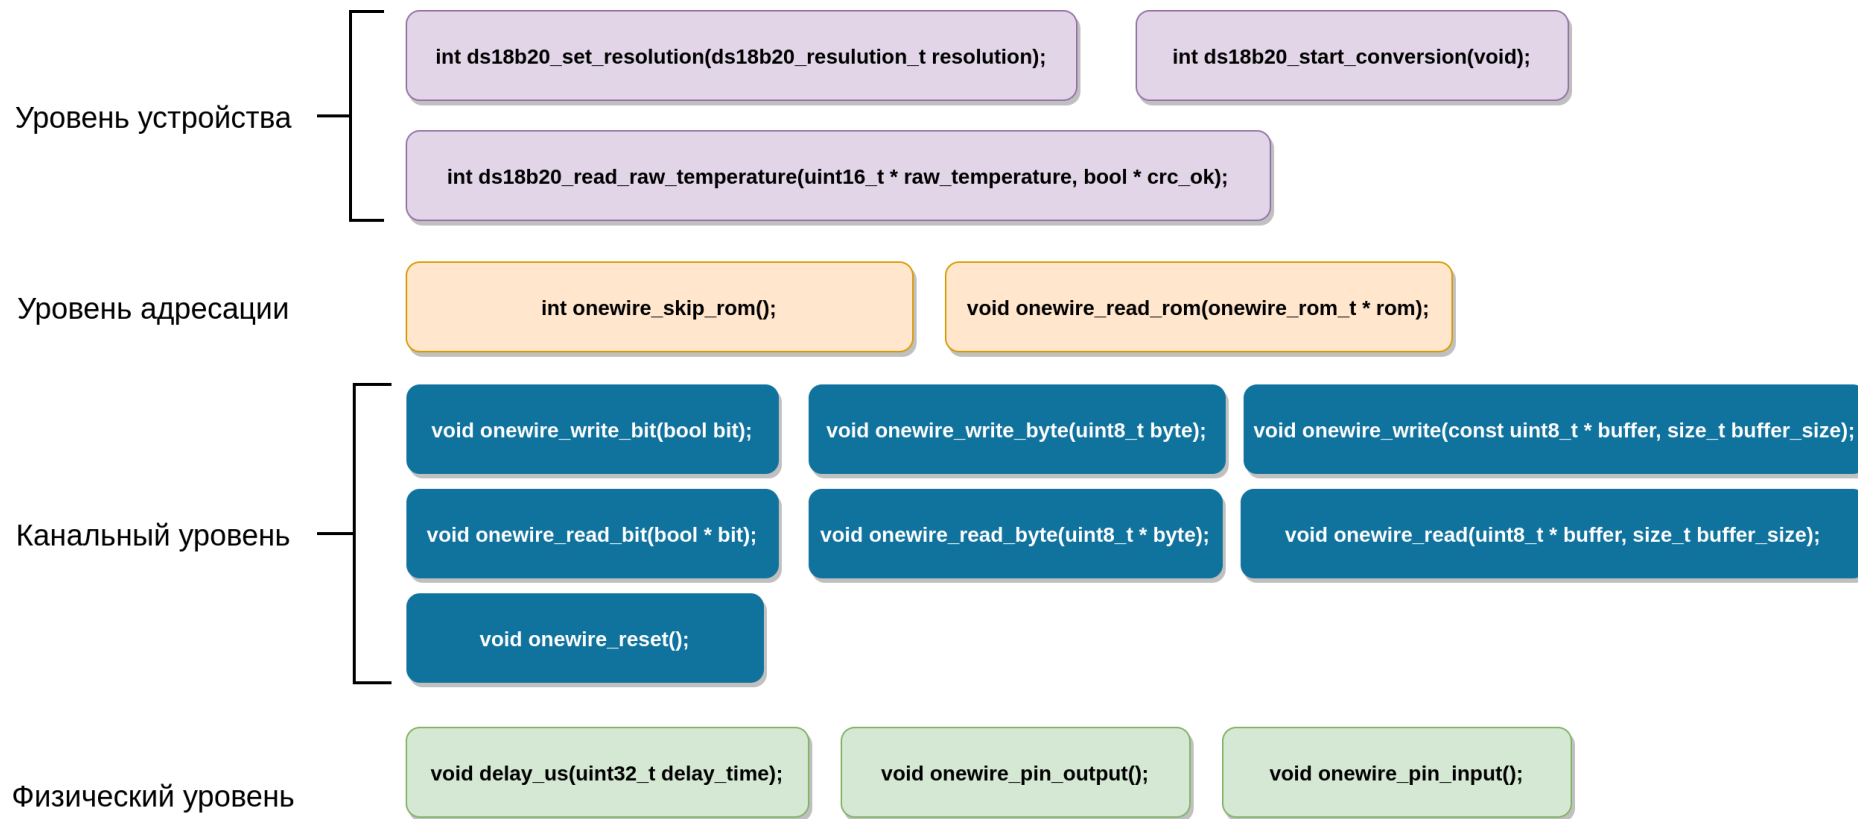 int ds18b20_set_resolution(ds18b20_resulution_t resolution);
int ds18b20_start_conversion(void);
Уровень устройства
int ds18b20_read_raw_temperature(uint16_t * raw_temperature, bool * crc_ok);
Уровень адресации
int onewire_skip_rom();
void onewire_read_rom(onewire_rom_t * rom);
void onewire_write_bit(bool bit);
void onewire_write_byte(uint8_t byte);
void onewire_write(const uint8_t * buffer, size_t buffer_size);
Канальный уровень
void onewire_read_bit(bool * bit);
void onewire_read_byte(uint8_t * byte);
void onewire_read(uint8_t * buffer, size_t buffer_size);
void onewire_reset();
Физический уровень
void delay_us(uint32_t delay_time);
void onewire_pin_output();
void onewire_pin_input();